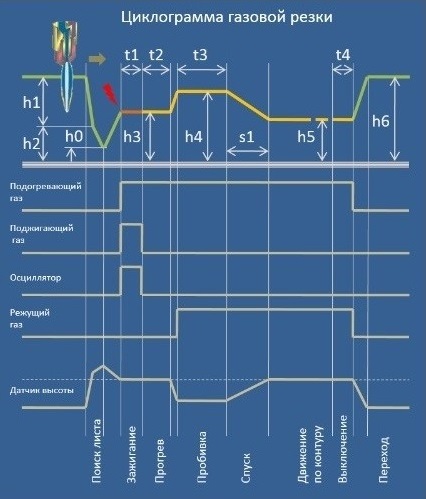 Циклограмма газовой резки
t1 t2 t3 t4
h1
h2
h0
h3
h4
s1
h5
h6
Подогревающий
газ
Поджигающий
газ
Осциллятор
Режущий
газ
Датчик высоты
Поиск листа
Зажигание
Прогрев
Пробивка
Спуск
Движение
по контуру
Выключение
Переход